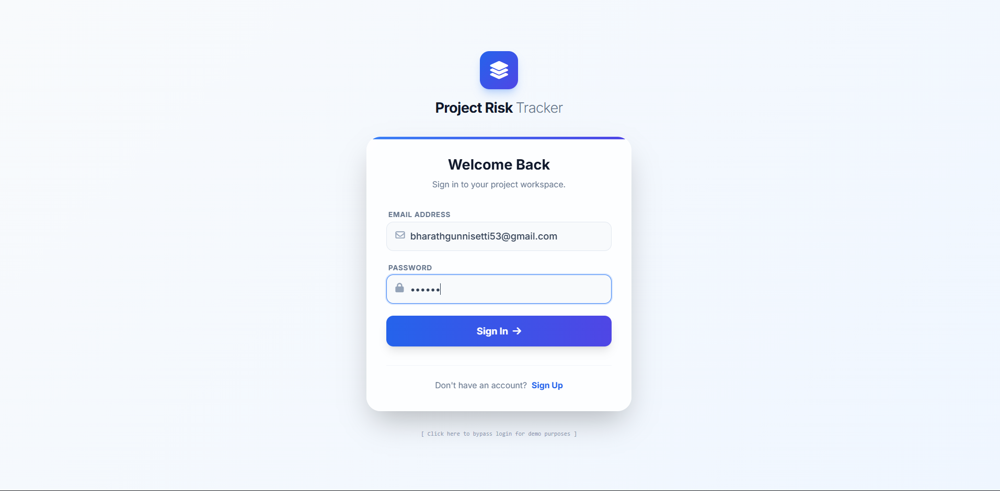 Project Risk Tracker
Welcome Back
Sign in to your project workspace.
EMAIL ADDRESS
bharathgunnisetti53@gmail.com
PASSWORD
••••••
Sign In →
Don't have an account? Sign Up
[ Click here to bypass login for demo purposes ]